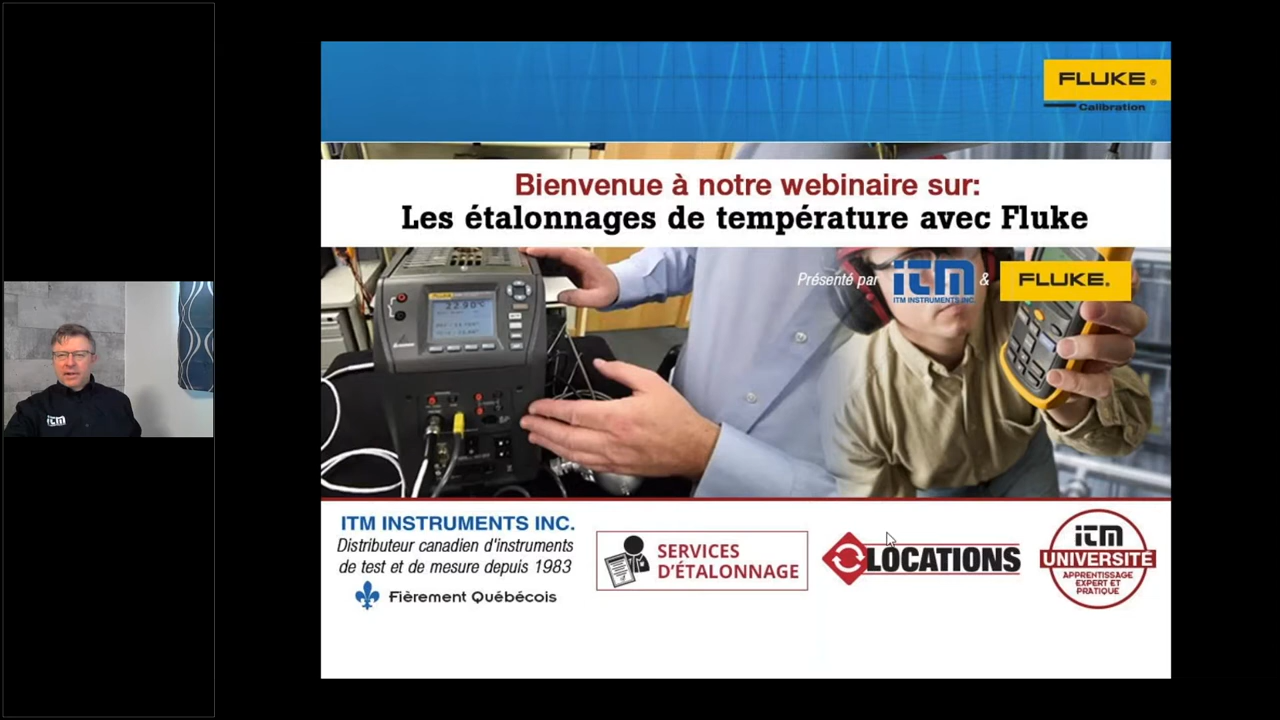 FLUKE®
Calibration
Bienvenue à notre webinaire sur:
Les étalonnages de température avec Fluke
Présenté par ITM & FLUKE®
ITM INSTRUMENTS INC.
ITM
ITM INSTRUMENTS INC.
Distributeur canadien d'instruments
de test et de mesure depuis 1983
Fièrement Québécois
SERVICES
D'ÉTALONNAGE
LOCATIONS
ITM
UNIVERSITÉ
APPRENTISSAGE
EXPERT ET
PRATIQUE